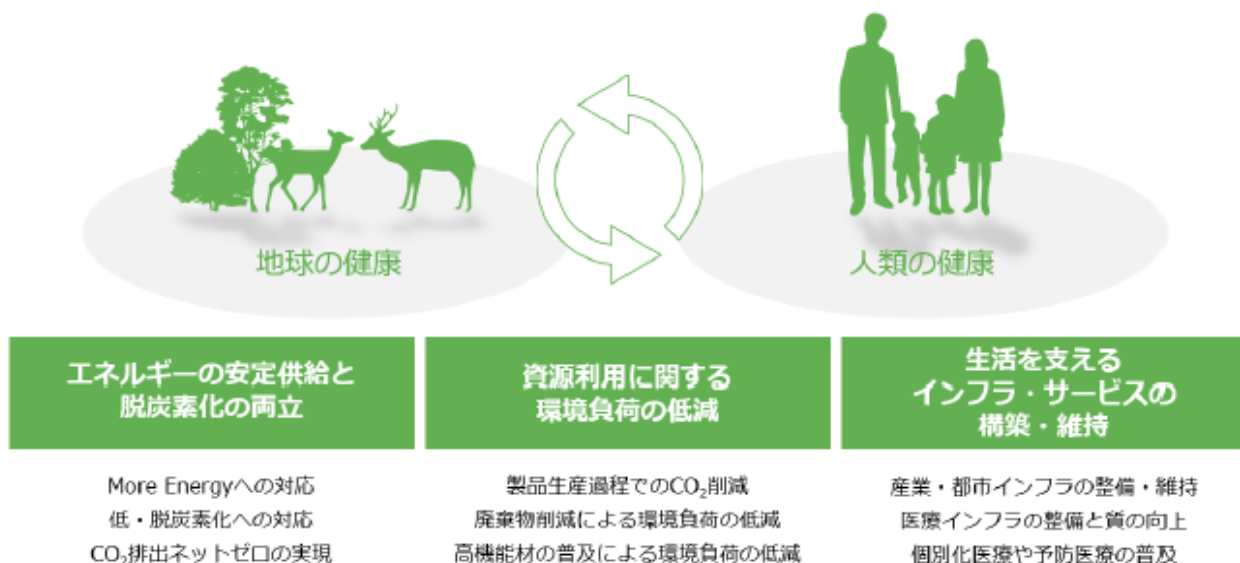 地球の健康
人類の健康
エネルギーの安定供給と
脱炭素化の両立
資源利用に関する
環境負荷の低減
生活を支える
インフラ・サービスの
構築・維持
More Energyへの対応
低・脱炭素化への対応
CO₂排出ネットゼロの実現
製品生産過程でのCO₂削減
廃棄物削減による環境負荷の低減
高機能材の普及による環境負荷の低減
産業・都市インフラの整備・維持
医療インフラの整備と質の向上
個別化医療や予防医療の普及